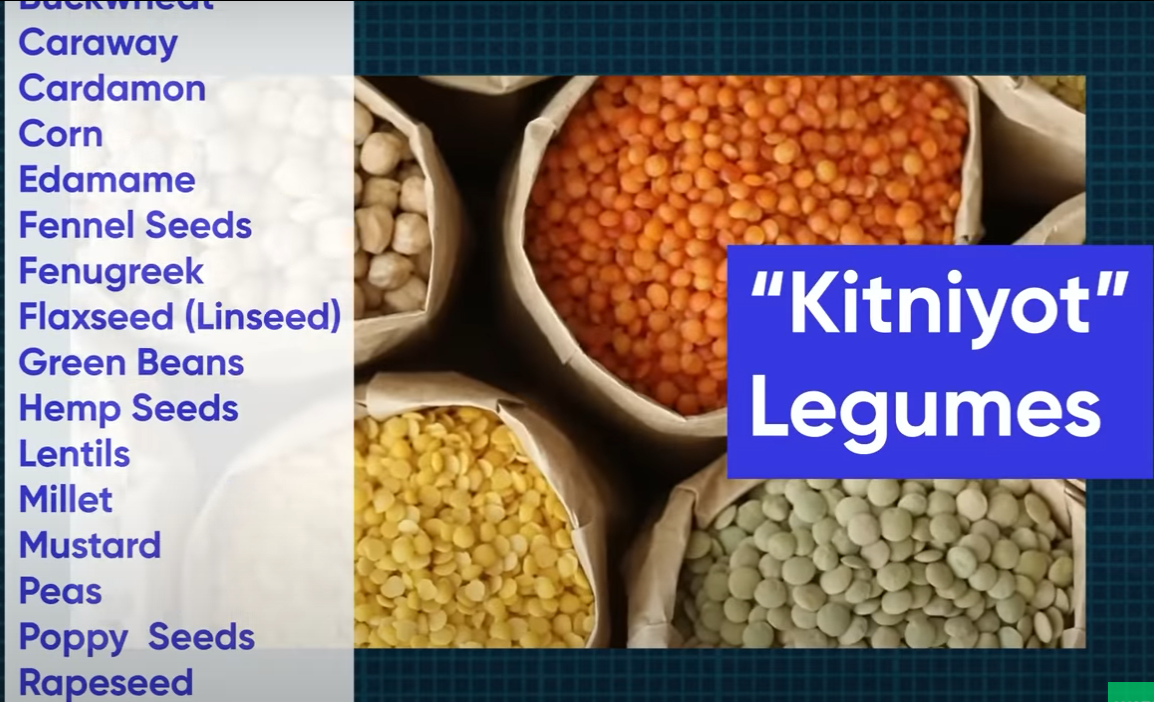 Buckwheat
Caraway
Cardamon
Corn
Edamame
Fennel Seeds
Fenugreek
Flaxseed (Linseed)
Green Beans
Hemp Seeds
Lentils
Millet
Mustard
Peas
Poppy  Seeds
Rapeseed
"Kitniyot"
Legumes